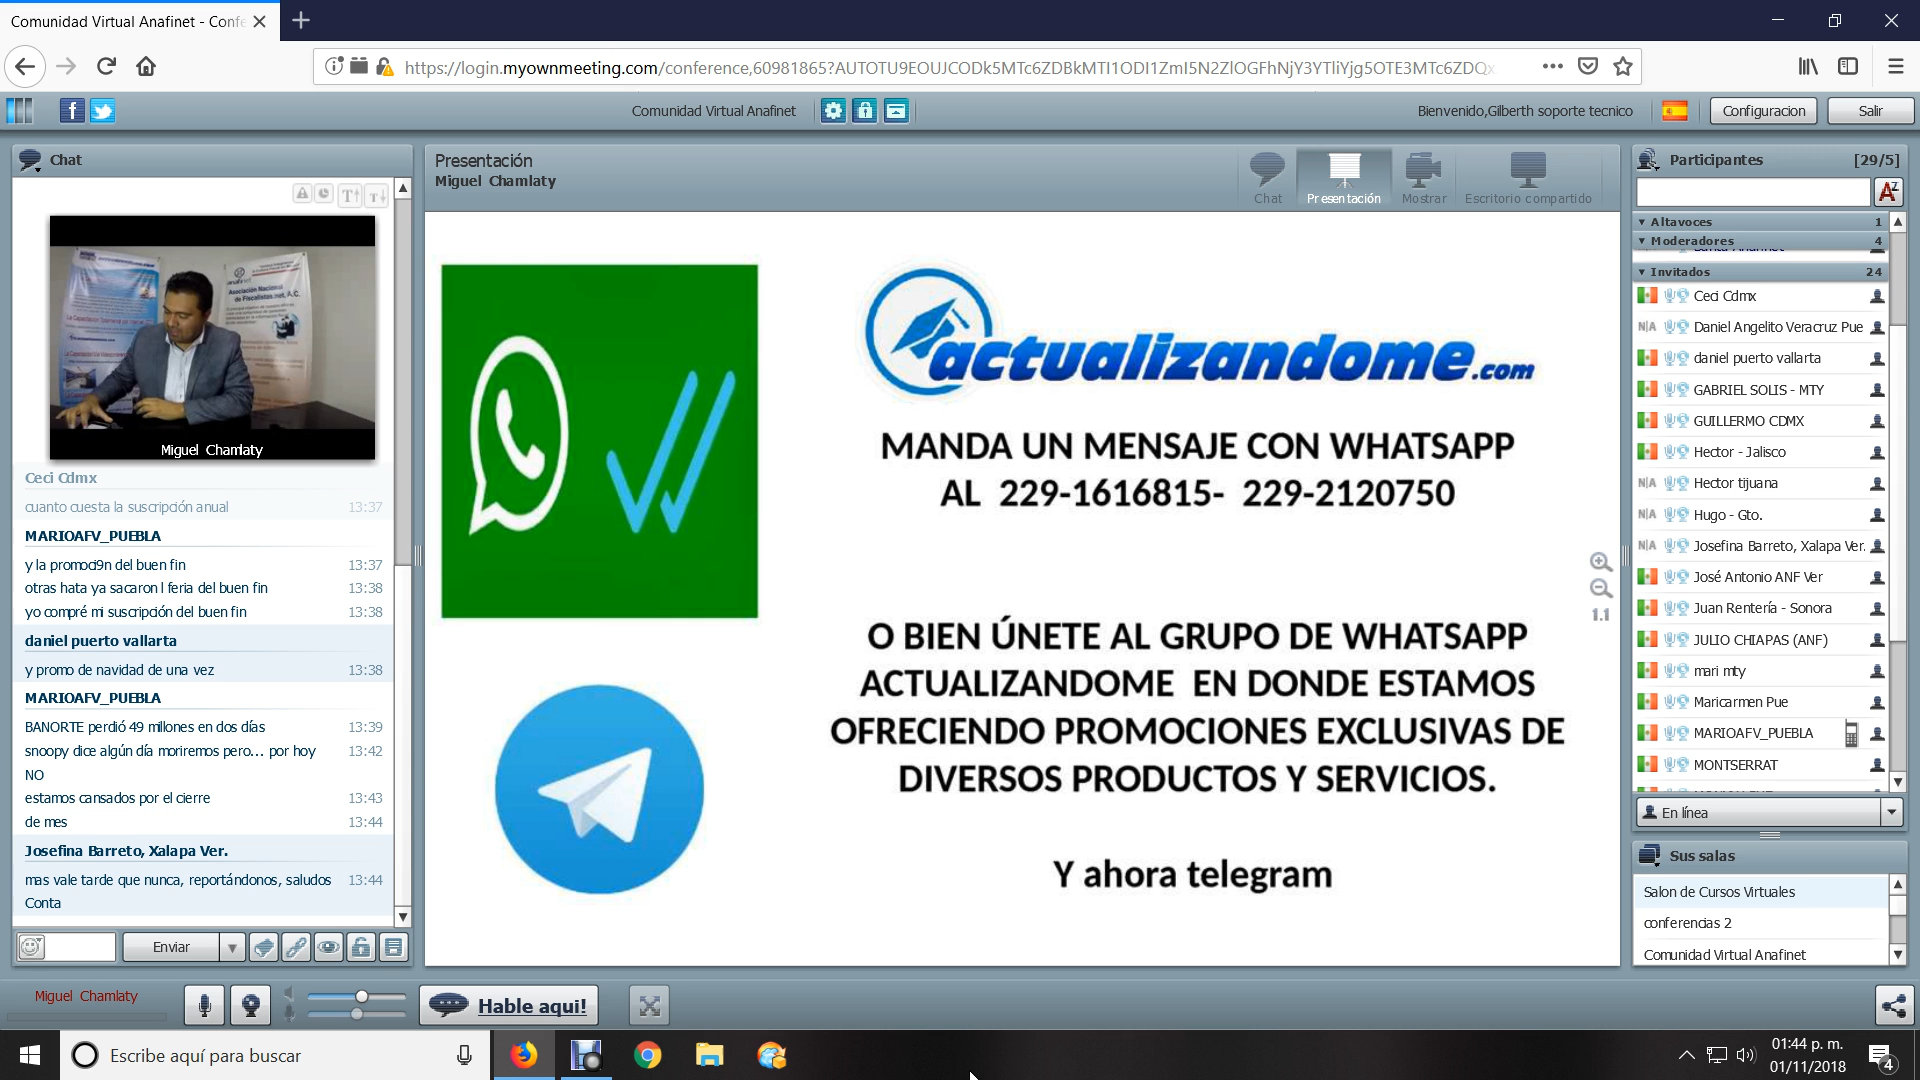 Comunidad Virtual Anafinet - Confe
https://login.myownmeeting.com/conference,60981865?AUTOTU9EOUJCODk5MTc6ZDBkMTI1ODI1ZmI5N2ZlOGFhNjY3YTliYjg5OTE3MTc6ZDQx
Comunidad Virtual Anafinet
Bienvenido,Gilberth soporte tecnico
Configuracion
Salir
Chat
Asociación Nacional
de Fiscalistas.net, A.C.
Miguel Chamlaty
Ceci Cdmx
cuanto cuesta la suscripción anual 13:37
MARIOAFV_PUEBLA
y la promoci9n del buen fin 13:37
otras hata ya sacaron l feria del buen fin 13:38
yo compré mi suscripción del buen fin 13:38
daniel puerto vallarta
y promo de navidad de una vez 13:38
MARIOAFV_PUEBLA
BANORTE perdió 49 millones en dos días 13:39
snoopy dice algún día moriremos pero... por hoy 13:42
NO
estamos cansados por el cierre 13:43
de mes 13:44
Josefina Barreto, Xalapa Ver.
mas vale tarde que nunca, reportándonos, saludos 13:44
Conta
Enviar
Presentación
Miguel Chamlaty
Chat
Presentación
Mostrar
Escritorio compartido
actualizandome.com
MANDA UN MENSAJE CON WHATSAPP
AL 229-1616815- 229-2120750
O BIEN ÚNETE AL GRUPO DE WHATSAPP
ACTUALIZANDOME EN DONDE ESTAMOS
OFRECIENDO PROMOCIONES EXCLUSIVAS DE
DIVERSOS PRODUCTOS Y SERVICIOS.
Y ahora telegram
1.1
Participantes [29/5]
Altavoces 1
Moderadores 4
Invitados 24
Ceci Cdmx
N|A Daniel Angelito Veracruz Pue
daniel puerto vallarta
GABRIEL SOLIS - MTY
GUILLERMO CDMX
Hector - Jalisco
N|A Hector tijuana
N|A Hugo - Gto.
N|A Josefina Barreto, Xalapa Ver.
José Antonio ANF Ver
Juan Rentería - Sonora
JULIO CHIAPAS (ANF)
mari mty
Maricarmen Pue
MARIOAFV_PUEBLA
MONTSERRAT
En línea
Sus salas
Salon de Cursos Virtuales
conferencias 2
Comunidad Virtual Anafinet
Miguel Chamlaty
Hable aqui!
Escribe aquí para buscar
01:44 p. m.
01/11/2018
4